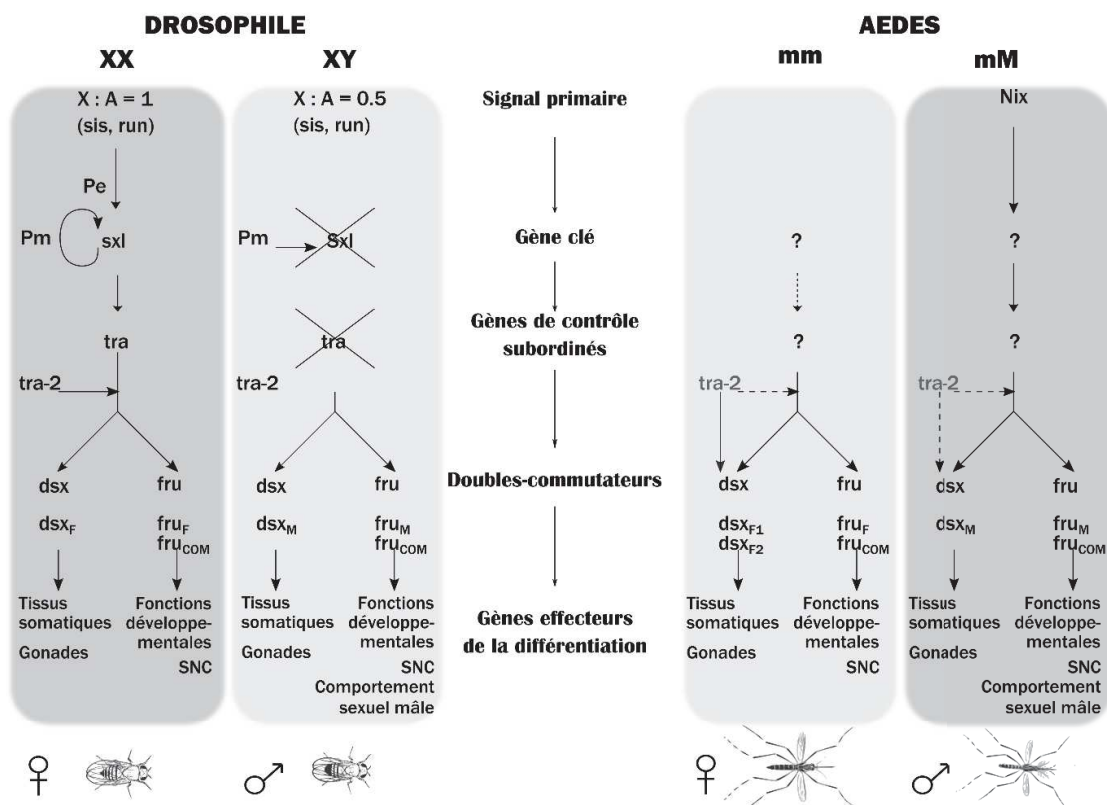 DROSOPHILE
AEDES
XX
XY
mm
mM
X : A = 1
(sis, run)
X : A = 0.5
(sis, run)
Signal primaire
Nix
Pe
Pm
sxl
Pm
Sxl
Gène clé
?
?
tra
tra
Gènes de contrôle
subordinés
?
?
tra-2
tra-2
tra-2
tra-2
dsx
fru
dsx
fru
Doubles-commutateurs
dsx
fru
dsx
fru
dsxF
fruF
fruCOM
dsxM
fruM
fruCOM
dsxF1
dsxF2
fruF
fruCOM
dsxM
fruM
fruCOM
Tissus
somatiques
Gonades
Fonctions
développe-
mentales
SNC
Tissus
somatiques
Gonades
Fonctions
développe-
mentales
SNC
Comportement
sexuel mâle
Gènes effecteurs
de la différentiation
Tissus
somatiques
Gonades
Fonctions
développe-
mentales
SNC
Tissus
somatiques
Gonades
Fonctions
développe-
mentales
SNC
Comportement
sexuel mâle
♀
♂
♀
♂